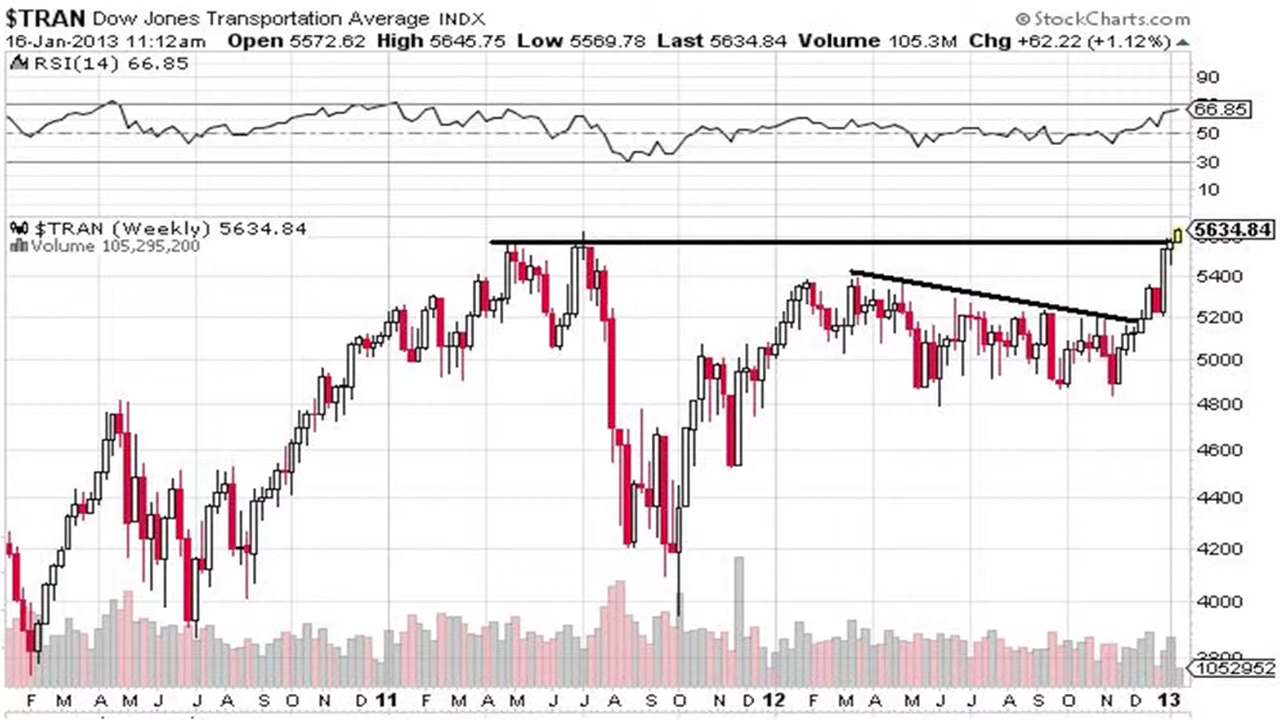 $TRAN Dow Jones Transportation Average INDX
© StockCharts.com
16-Jan-2013 11:12am Open 5572.62 High 5645.75 Low 5569.78 Last 5634.84 Volume 105.3M Chg +62.22 (+1.12%)
RSI(14) 66.85
90
66.85
50
30
10
$TRAN (Weekly) 5634.84
Volume 105,295,200
5634.84
5400
5200
5000
4800
4600
4400
4200
4000
3800
1052952
F M A M J J A S O N D 11 F M A M J J A S O N D 12 F M A M J J A S O N D 13